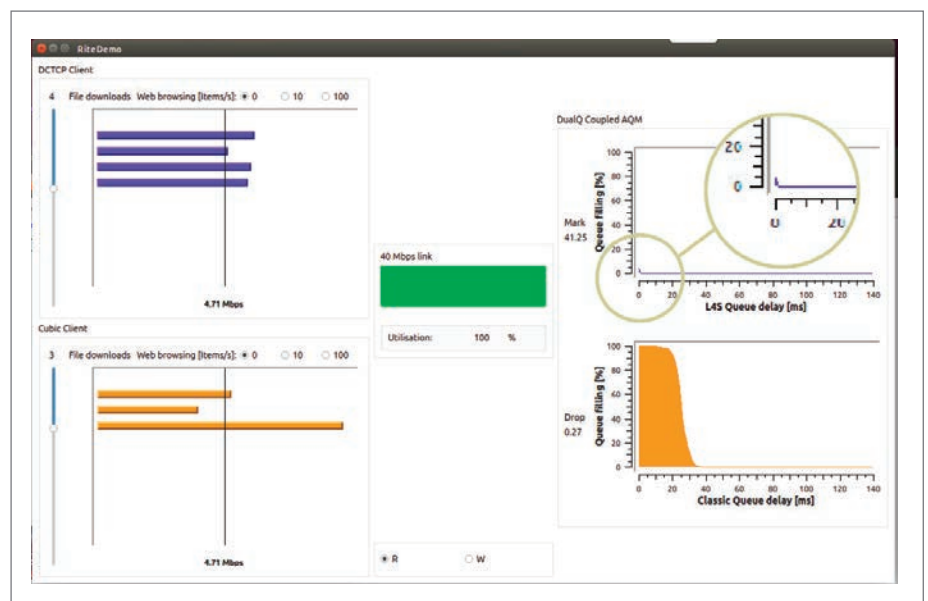 RiteDemo
DCTCP Client
4 File downloads Web browsing [Items/s]: 0 10 100
4.71 Mbps
Cubic Client
3 File downloads Web browsing [Items/s]: 0 10 100
4.71 Mbps
40 Mbps link
Utilisation: 100 %
R W
DualQ Coupled AQM
Mark
41.25
Queue filling [%]
100
80
60
40
20
0
0 20 40 60 80 100 120 140
L4S Queue delay [ms]
20
0
0 20
Drop
0.27
Queue filling [%]
100
80
60
40
20
0
0 20 40 60 80 100 120 140
Classic Queue delay [ms]